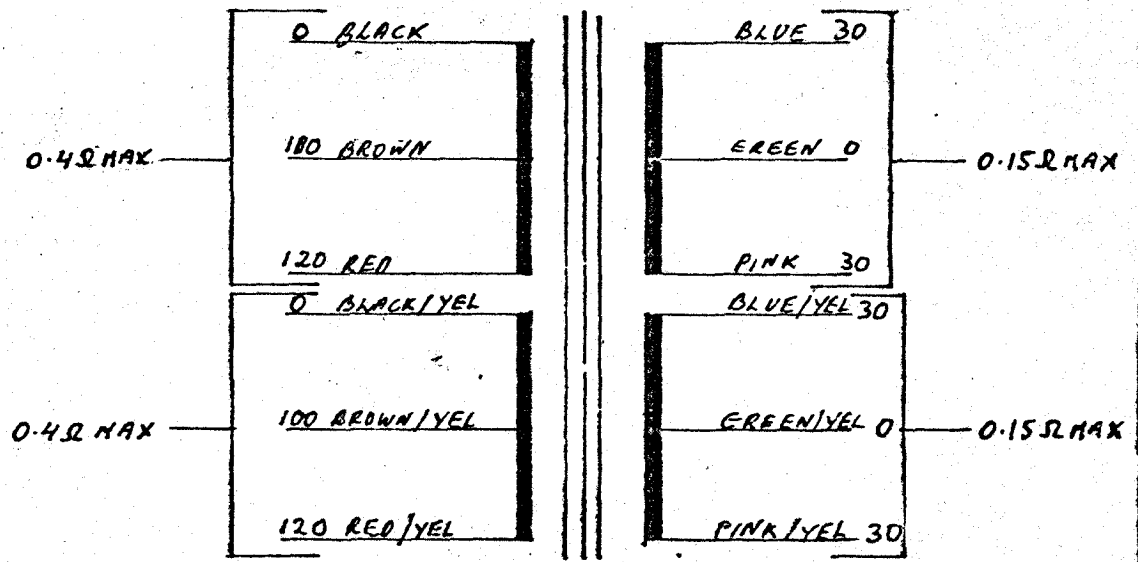 0 BLACK
BLUE 30
0.4Ω MAX
100 BROWN
GREEN 0
0.15Ω MAX
120 RED
PINK 30
0 BLACK/YEL
BLUE/YEL 30
0.4Ω MAX
100 BROWN/YEL
GREEN/YEL 0
0.15Ω MAX
120 RED/YEL
PINK/YEL 30